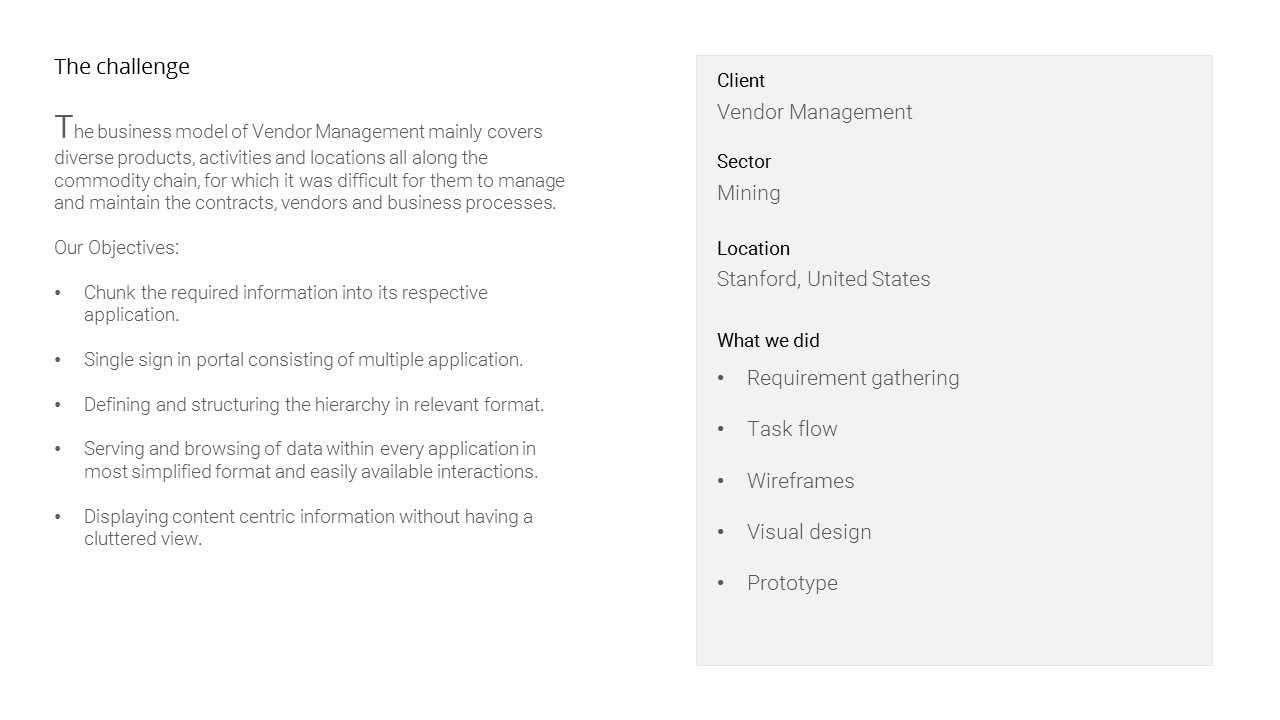 The challenge
The business model of Vendor Management mainly covers
diverse products, activities and locations all along the
commodity chain, for which it was difficult for them to manage
and maintain the contracts, vendors and business processes.
Our Objectives:
• Chunk the required information into its respective
application.
• Single sign in portal consisting of multiple application.
• Defining and structuring the hierarchy in relevant format.
• Serving and browsing of data within every application in
most simplified format and easily available interactions.
• Displaying content centric information without having a
cluttered view.
Client
Vendor Management
Sector
Mining
Location
Stanford, United States
What we did
• Requirement gathering
• Task flow
• Wireframes
• Visual design
• Prototype